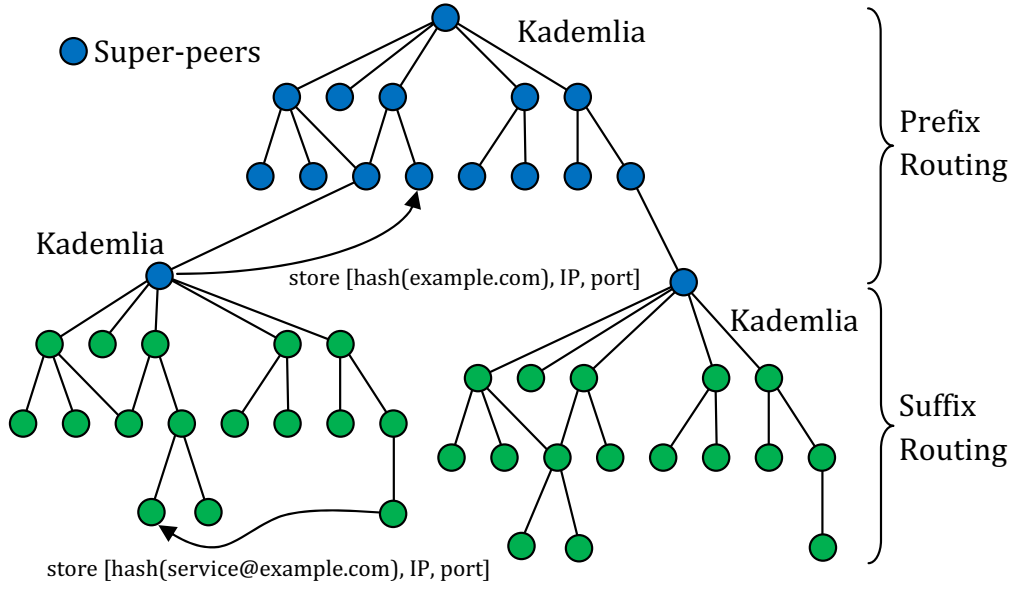 Kademlia
Super-peers
Prefix
Routing
Kademlia
store [hash(example.com), IP, port]
Kademlia
Suffix
Routing
store [hash(service@example.com), IP, port]